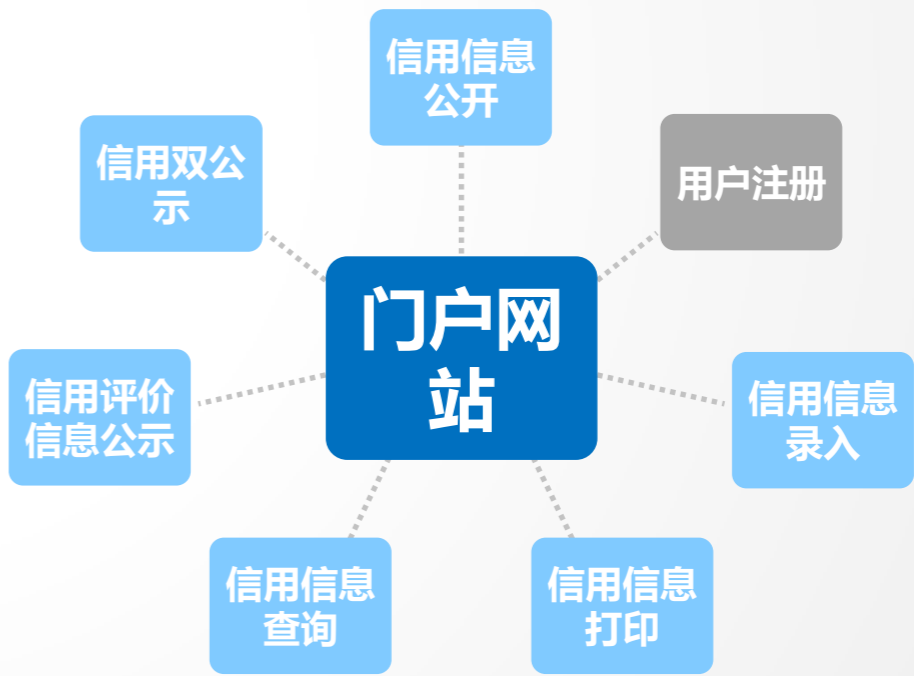 信用信息
公开
信用双公
示
用户注册
门户网
站
信用评价
信息公示
信用信息
录入
信用信息
查询
信用信息
打印